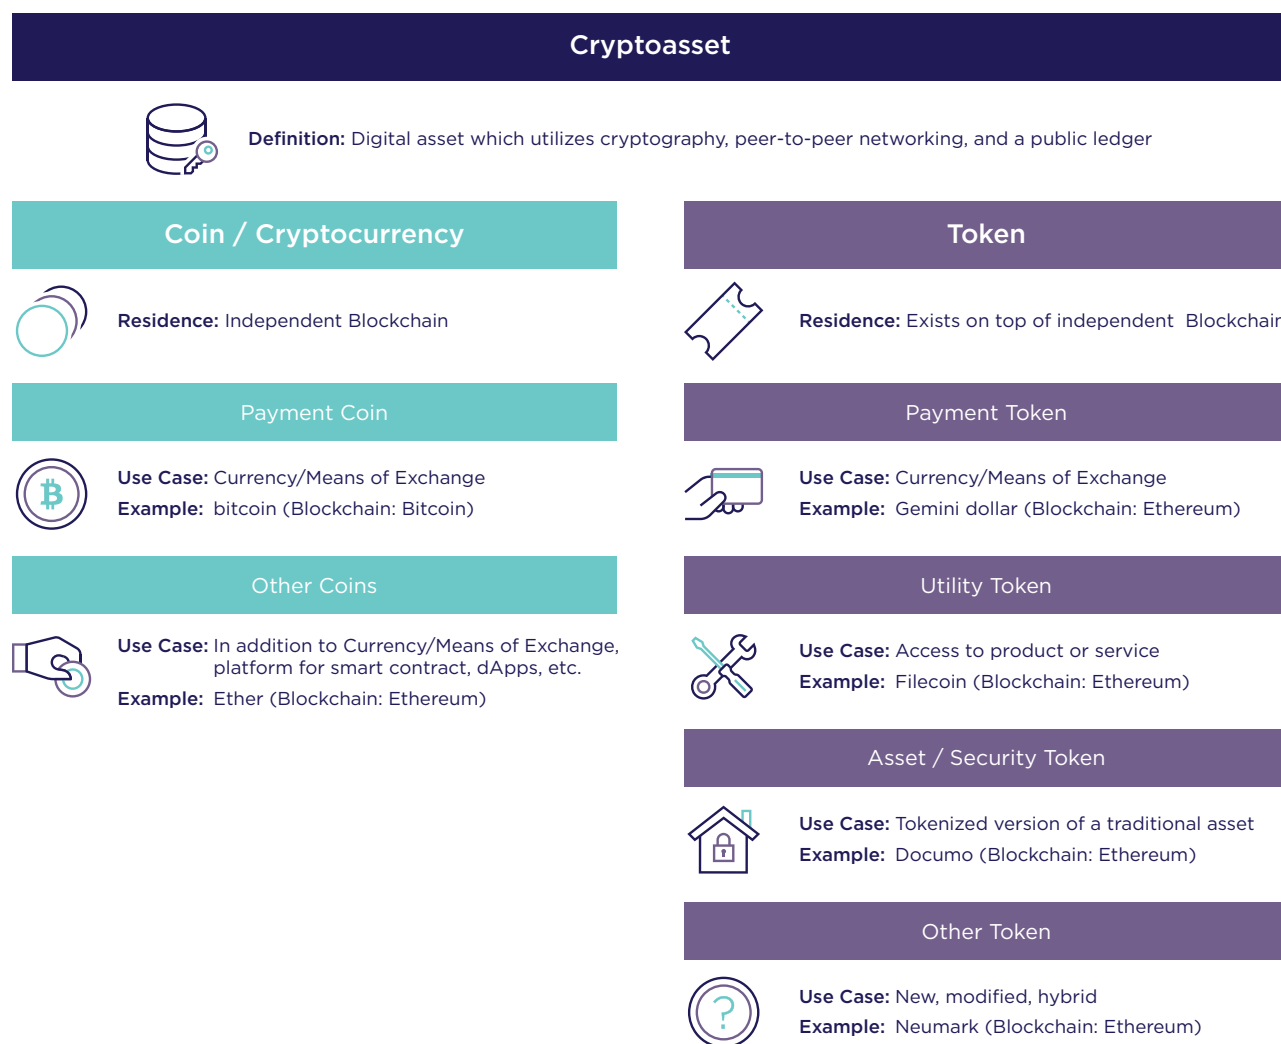 Cryptoasset
Definition: Digital asset which utilizes cryptography, peer-to-peer networking, and a public ledger
Coin / Cryptocurrency
Residence: Independent Blockchain
Payment Coin
Use Case: Currency/Means of Exchange
Example: bitcoin (Blockchain: Bitcoin)
Other Coins
Use Case: In addition to Currency/Means of Exchange,
platform for smart contract, dApps, etc.
Example: Ether (Blockchain: Ethereum)
Token
Residence: Exists on top of independent Blockchain
Payment Token
Use Case: Currency/Means of Exchange
Example: Gemini dollar (Blockchain: Ethereum)
Utility Token
Use Case: Access to product or service
Example: Filecoin (Blockchain: Ethereum)
Asset / Security Token
Use Case: Tokenized version of a traditional asset
Example: Documo (Blockchain: Ethereum)
Other Token
?
Use Case: New, modified, hybrid
Example: Neumark (Blockchain: Ethereum)